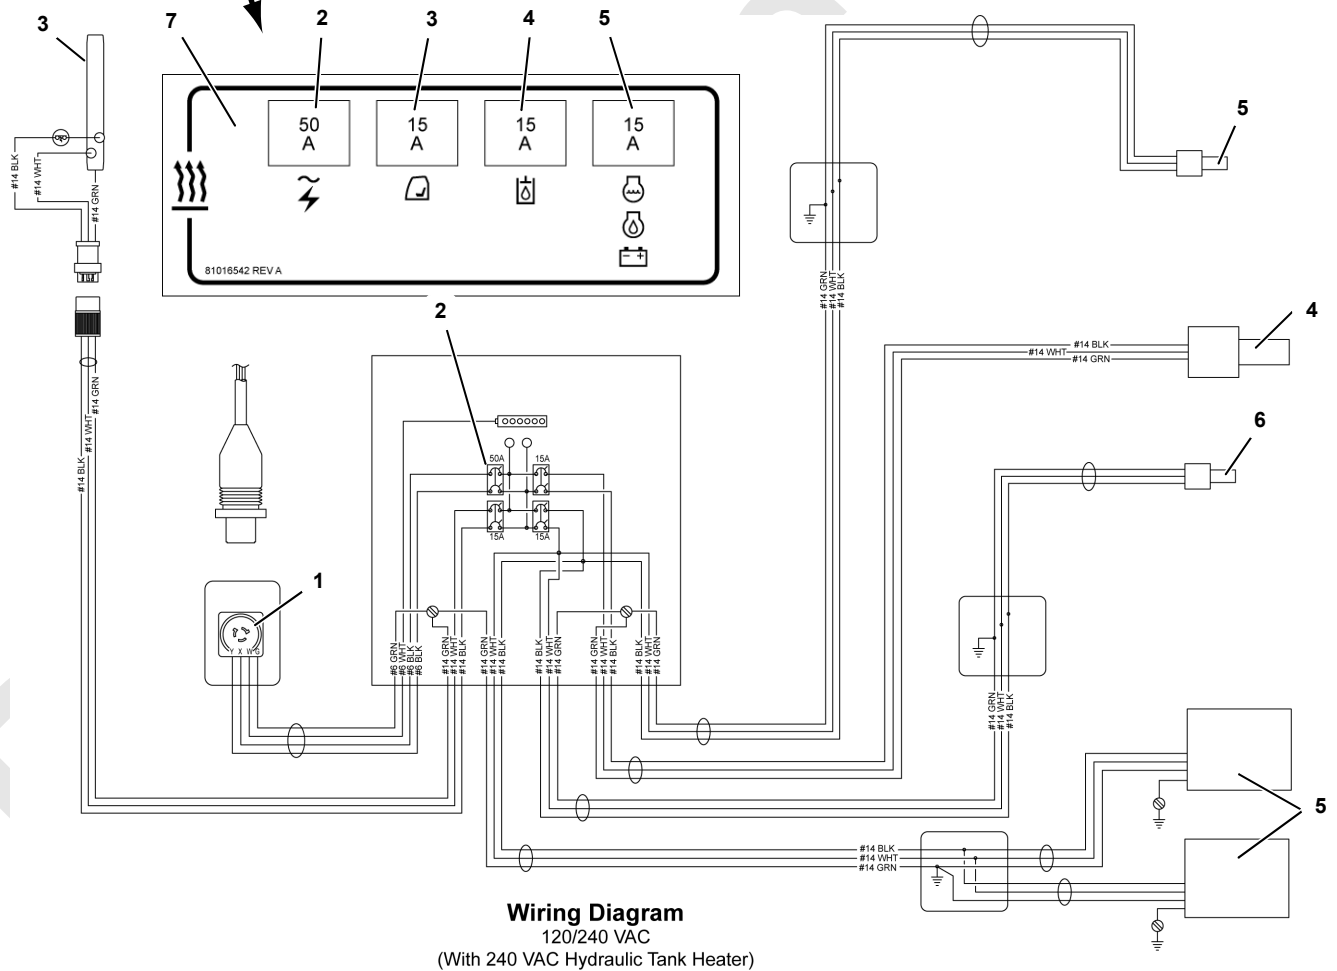 3
7
2
3
4
5
50
A
15
A
15
A
15
A
81016542 REV A
#14 BLK
#14 WHT
#14 GRN
#14 BLK
#14 WHT
#14 GRN
5
#14 GRN
#14 WHT
#14 BLK
4
#14 BLK
#14 WHT
#14 GRN
6
2
50A
15A
15A
15A
1
Y X W G
#6 GRN
#6 WHT
#6 BLK
#6 BLK
#14 GRN
#14 WHT
#14 BLK
#14 GRN
#14 WHT
#14 BLK
#14 BLK
#14 WHT
#14 GRN
#14 GRN
#14 WHT
#14 BLK
#14 BLK
#14 WHT
#14 GRN
#14 GRN
#14 WHT
#14 BLK
5
#14 BLK
#14 WHT
#14 GRN
Wiring Diagram
120/240 VAC
(With 240 VAC Hydraulic Tank Heater)